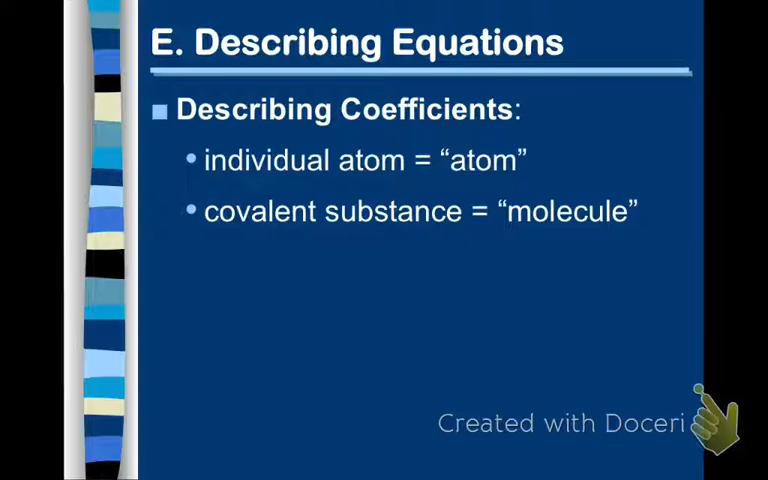 E. Describing Equations
Describing Coefficients:
individual atom = “atom”
covalent substance = “molecule”
Created with Doceri